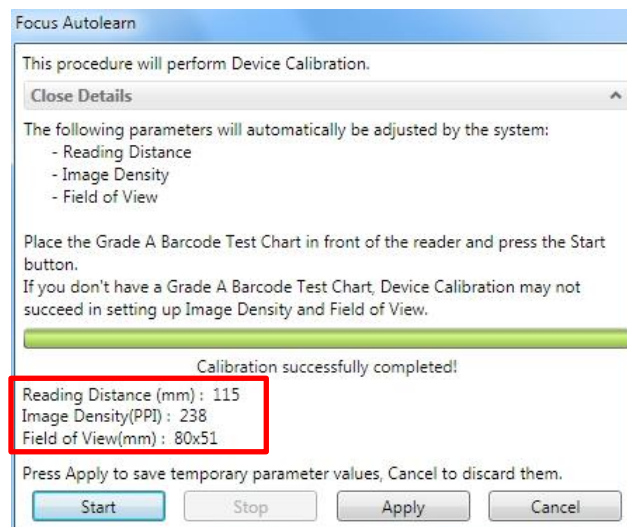 Focus Autolearn
This procedure will perform Device Calibration.
Close Details
The following parameters will automatically be adjusted by the system:
- Reading Distance
- Image Density
- Field of View
Place the Grade A Barcode Test Chart in front of the reader and press the Start
button.
If you don't have a Grade A Barcode Test Chart, Device Calibration may not
succeed in setting up Image Density and Field of View.
Calibration successfully completed!
Reading Distance (mm) : 115
Image Density(PPI) : 238
Field of View(mm) : 80x51
Press Apply to save temporary parameter values, Cancel to discard them.
Start Stop Apply Cancel